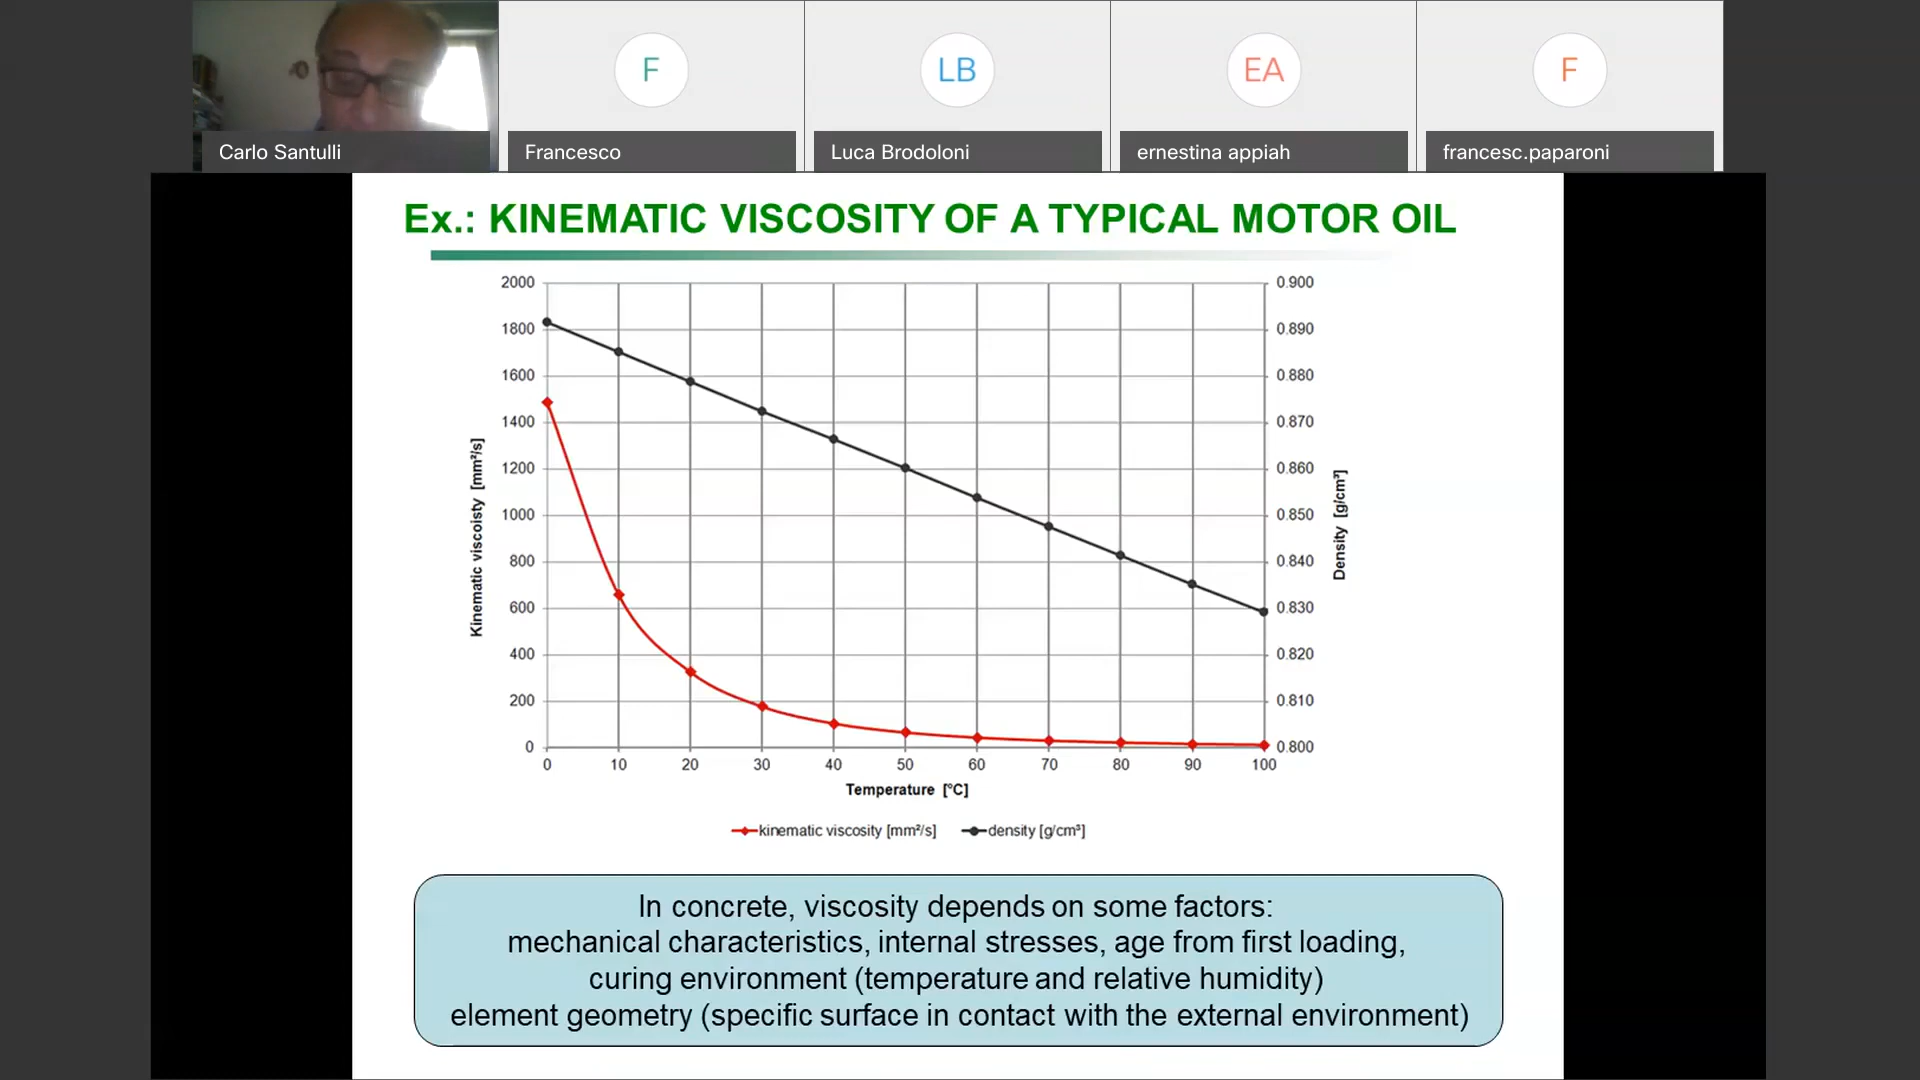 F
LB
EA
F
Carlo Santulli
Francesco
Luca Brodoloni
ernestina appiah
francesc.paparoni
Ex.: KINEMATIC VISCOSITY OF A TYPICAL MOTOR OIL
2000
1800
1600
1400
1200
1000
800
600
400
200
0
Kinematic viscoisty [mm²/s]
0.900
0.890
0.880
0.870
0.860
0.850
0.840
0.830
0.820
0.810
0.800
Density [g/cm³]
0 10 20 30 40 50 60 70 80 90 100
Temperature [°C]
kinematic viscosity [mm²/s] density [g/cm³]
In concrete, viscosity depends on some factors:
mechanical characteristics, internal stresses, age from first loading,
curing environment (temperature and relative humidity)
element geometry (specific surface in contact with the external environment)